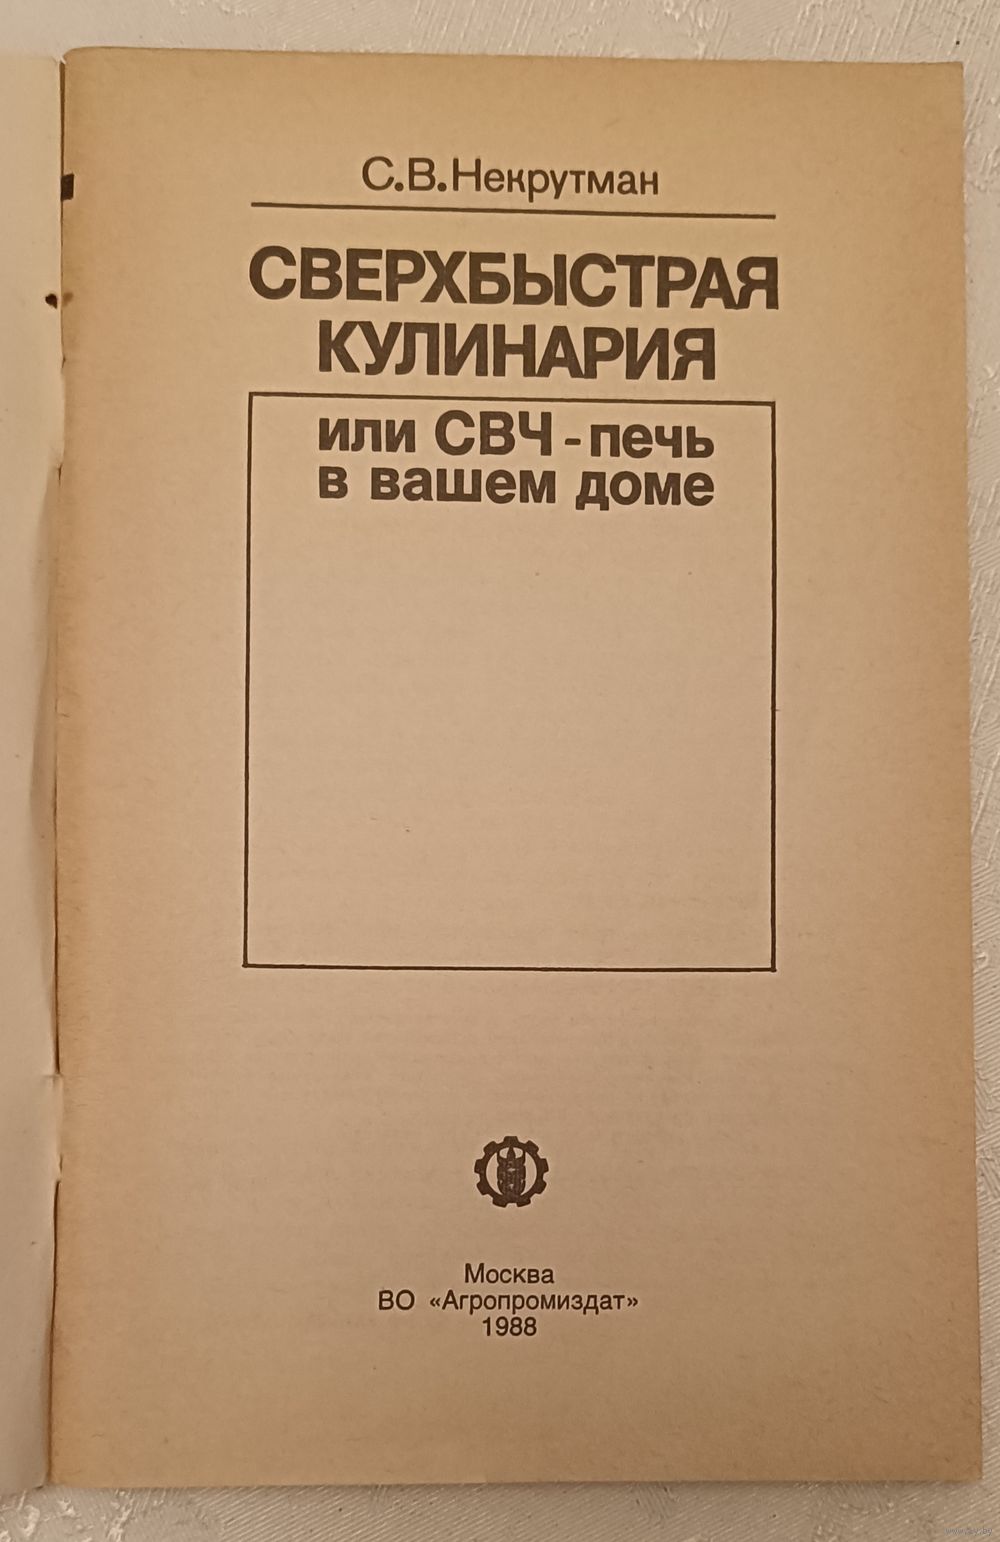 С.В.Некрутман
СВЕРХБЫСТРАЯ
КУЛИНАРИЯ
или СВЧ-печь
в вашем доме
Москва
ВО «Агропромиздат»
1988